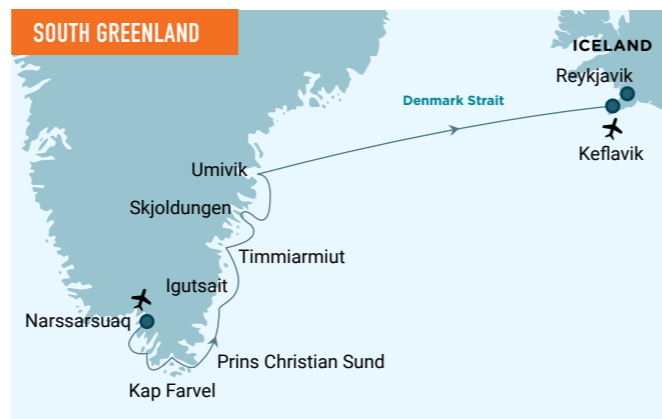 SOUTH GREENLAND
ICELAND
Reykjavik
Denmark Strait
Keflavik
Umivik
Skjoldungen
Timmiarmiut
Igutsait
Narssarsuaq
Prins Christian Sund
Kap Farvel